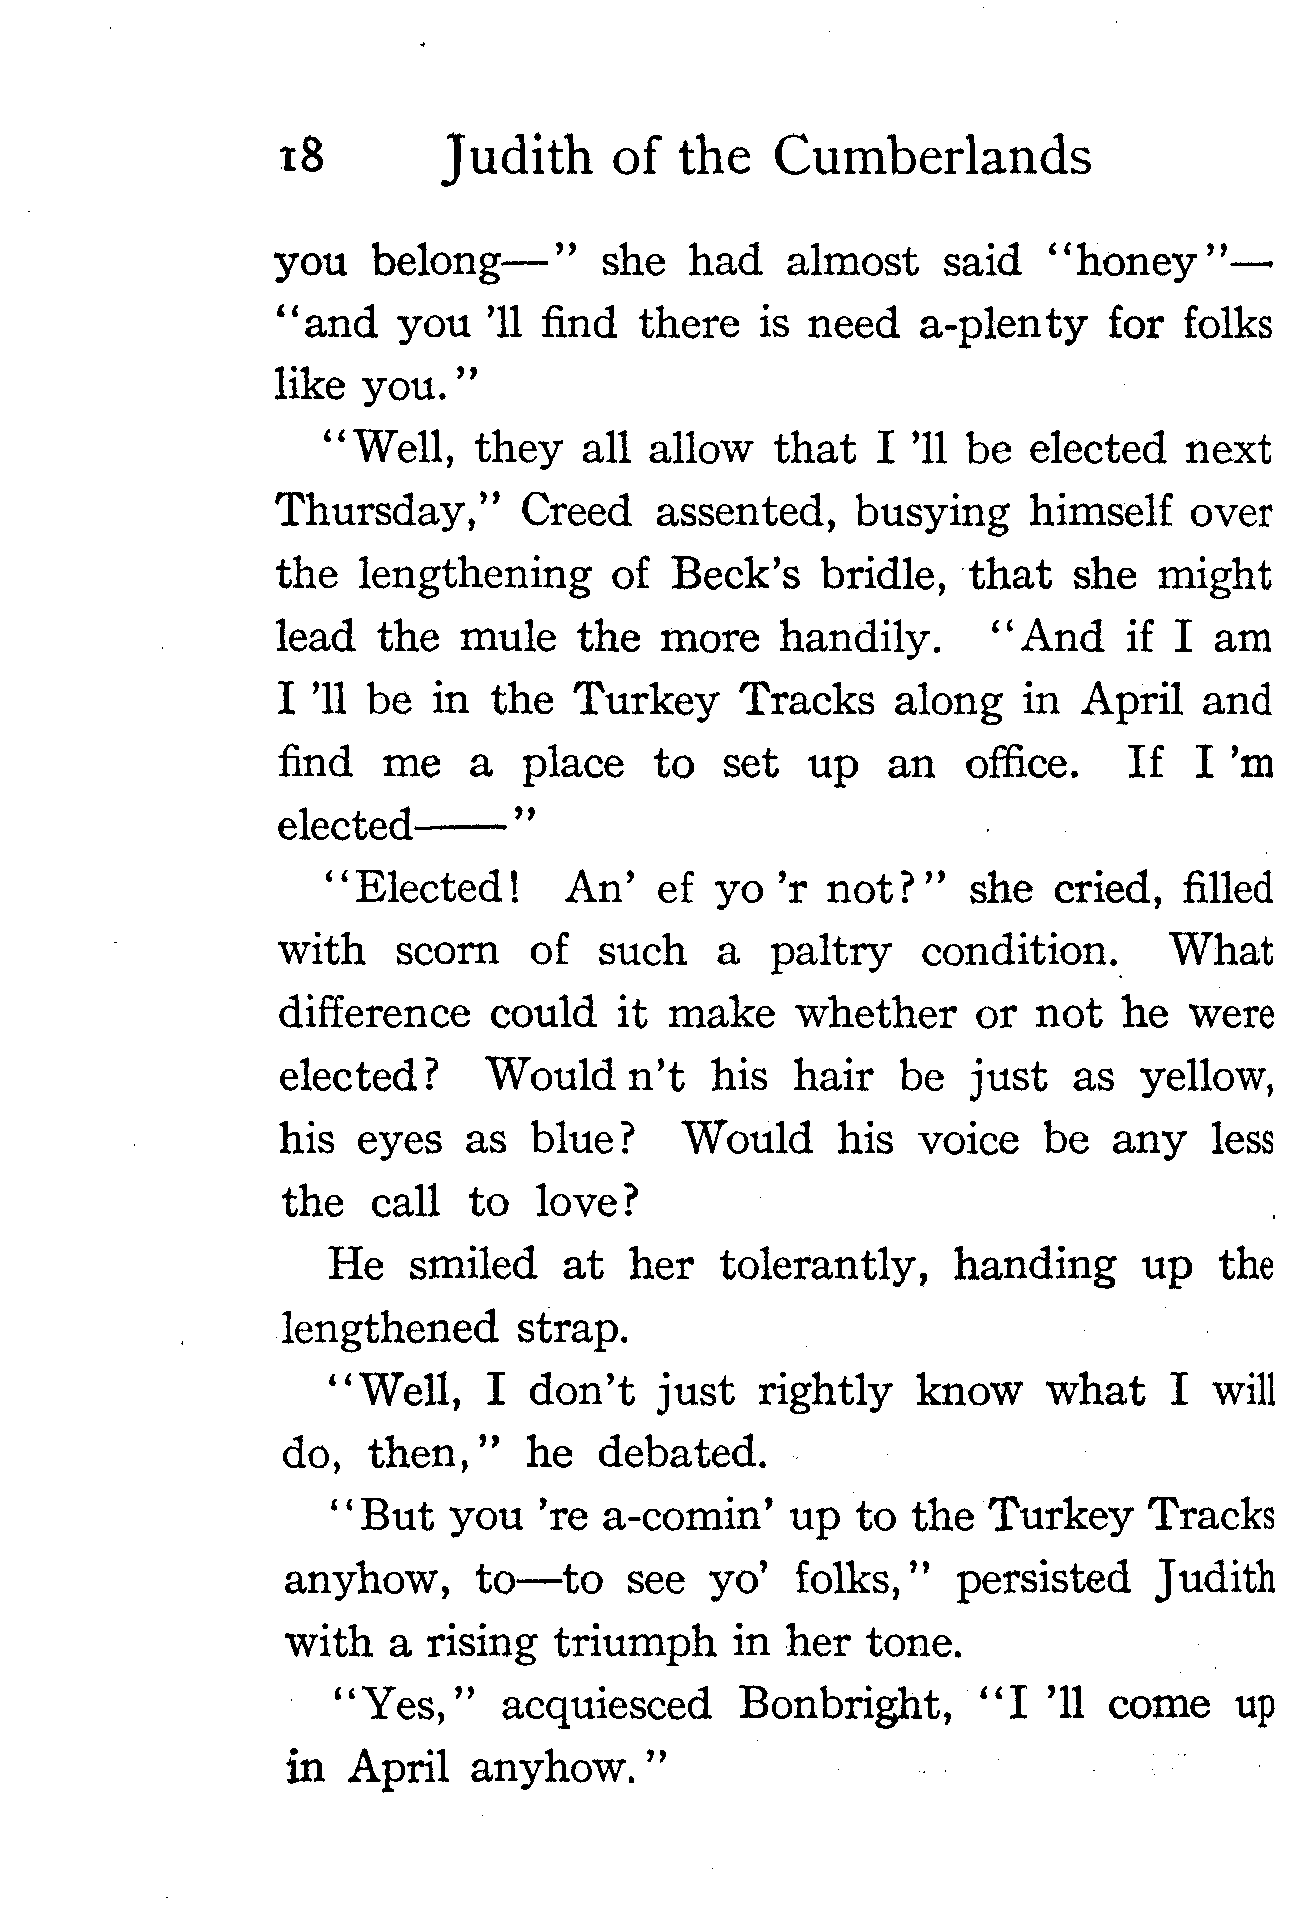 18 Judith of the Cumberlands
you belong—” she had almost said “honey”—
“and you ’ll find there is need a-plenty for folks
like you.”
“Well, they all allow that I ’ll be elected next
Thursday,” Creed assented, busying himself over
the lengthening of Beck’s bridle, that she might
lead the mule the more handily. “And if I am
I ’ll be in the Turkey Tracks along in April and
find me a place to set up an office. If I ’m
elected——”
“Elected! An’ ef yo ’r not?” she cried, filled
with scorn of such a paltry condition. What
difference could it make whether or not he were
elected? Would n’t his hair be just as yellow,
his eyes as blue? Would his voice be any less
the call to love?
He smiled at her tolerantly, handing up the
lengthened strap.
“Well, I don’t just rightly know what I will
do, then,” he debated.
“But you ’re a-comin’ up to the Turkey Tracks
anyhow, to—to see yo’ folks,” persisted Judith
with a rising triumph in her tone.
“Yes,” acquiesced Bonbright, “I ’ll come up
in April anyhow.”